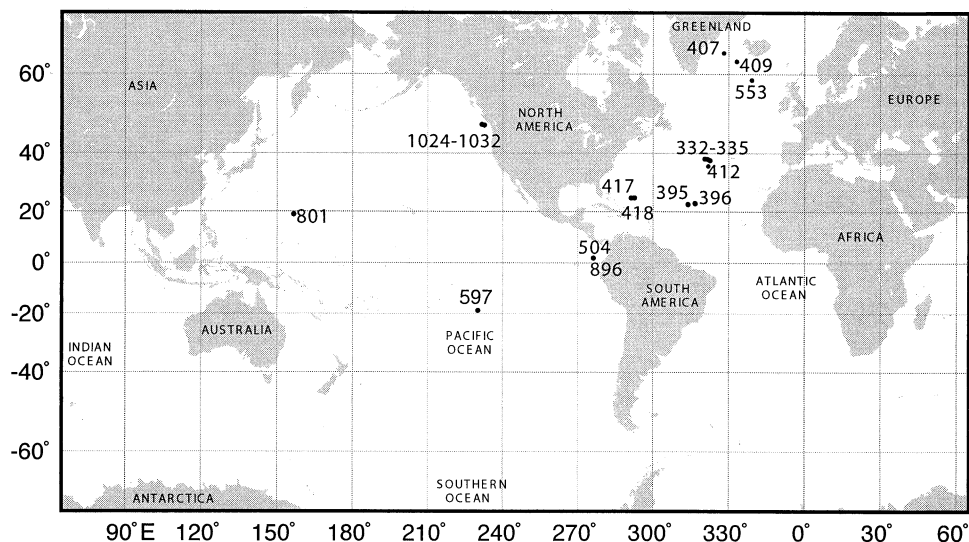 GREENLAND
407
409
553
60°
ASIA
EUROPE
NORTH
AMERICA
1024-1032
332-335
40°
412
417
395
396
418
20°
801
AFRICA
504
0°
896
ATLANTIC
OCEAN
SOUTH
AMERICA
597
-20°
AUSTRALIA
PACIFIC
OCEAN
INDIAN
OCEAN
-40°
-60°
SOUTHERN
OCEAN
ANTARCTICA
90° E
120°
150°
180°
210°
240°
270°
300°
330°
0°
30°
60°